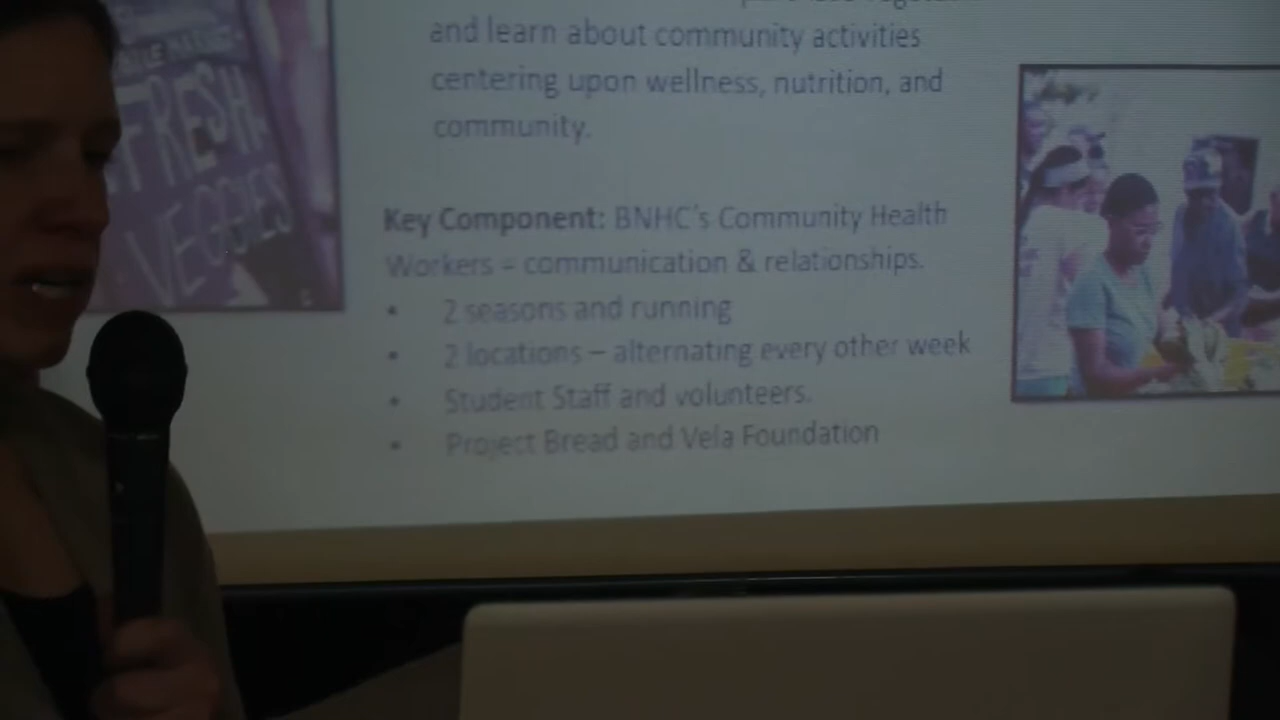 FRESH
VEGGIES
and learn about community activities
centering upon wellness, nutrition, and
community.
Key Component: BNHC's Community Health
Workers – communication & relationships.
• 2 seasons and running
• 2 locations – alternating every other week
• Student Staff and volunteers.
• Project Bread and Vela Foundation